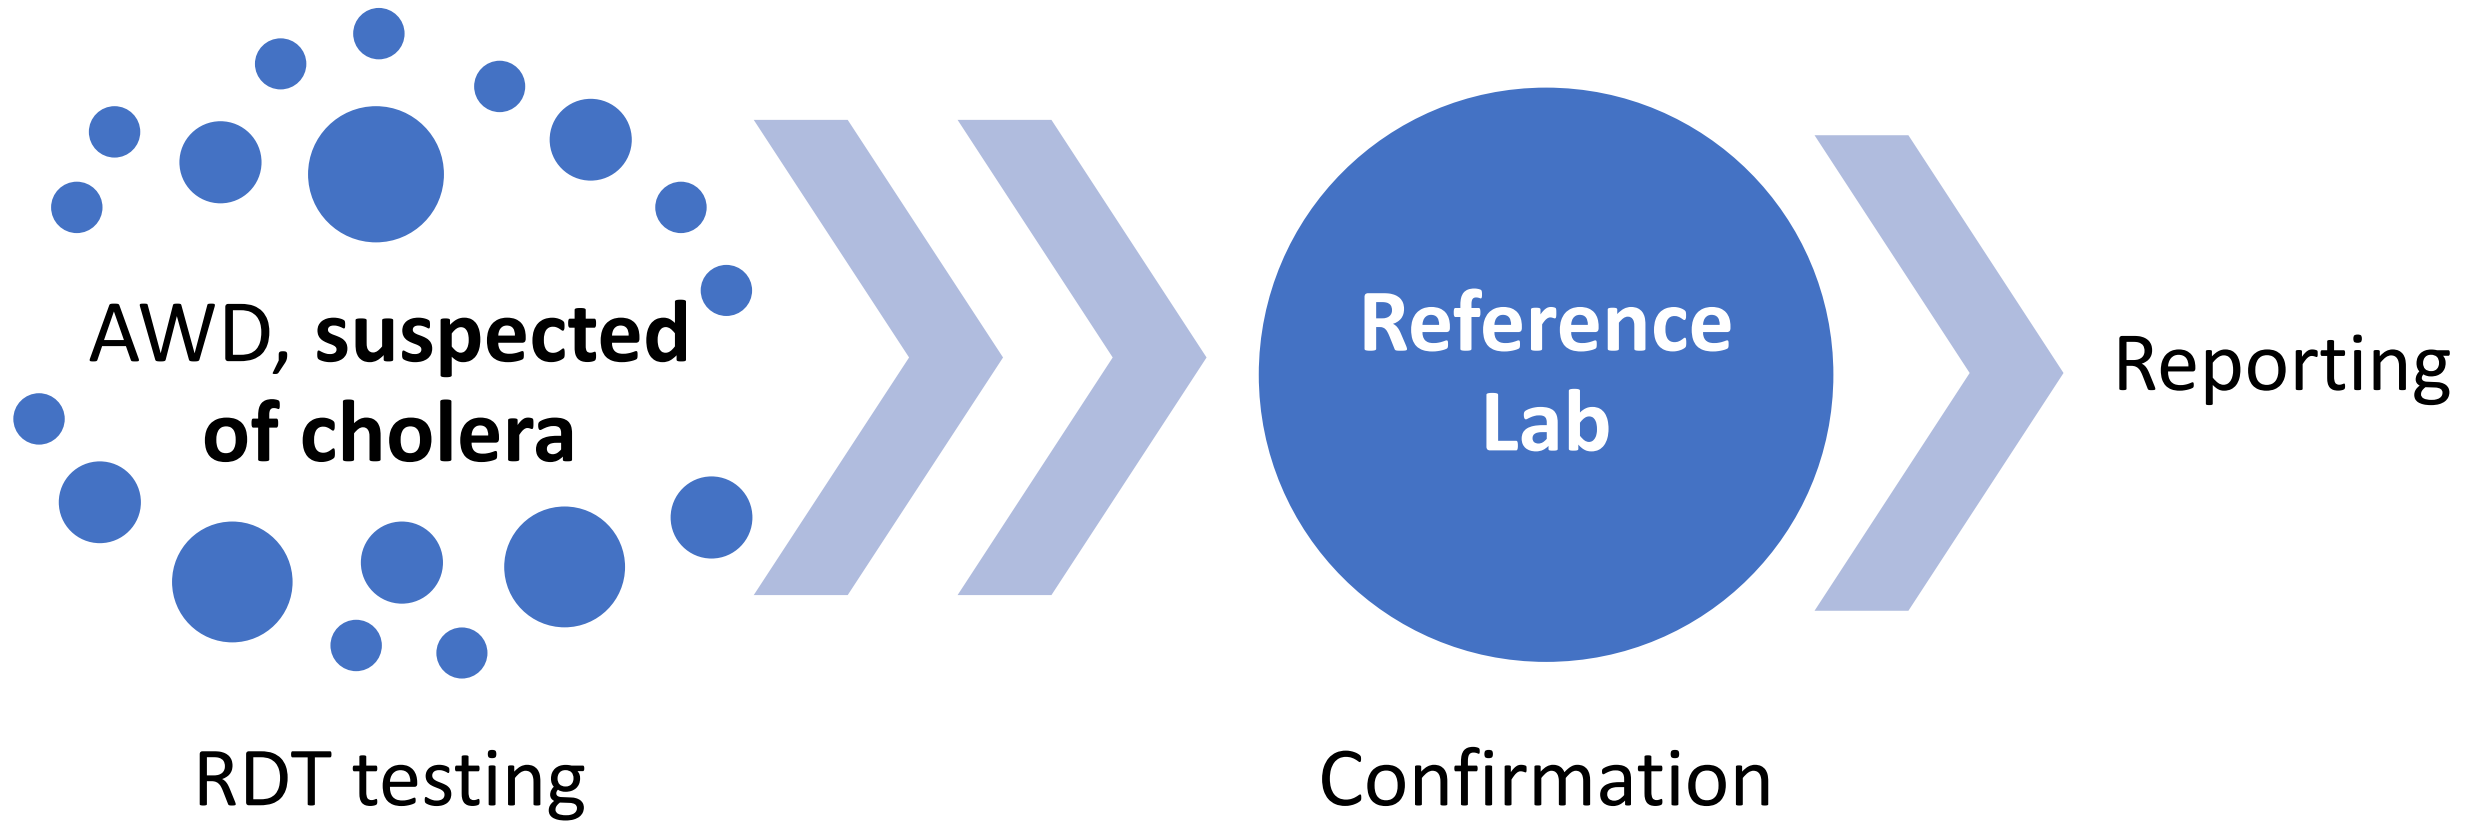 AWD, suspected
of cholera
RDT testing
Reference
Lab
Confirmation
Reporting